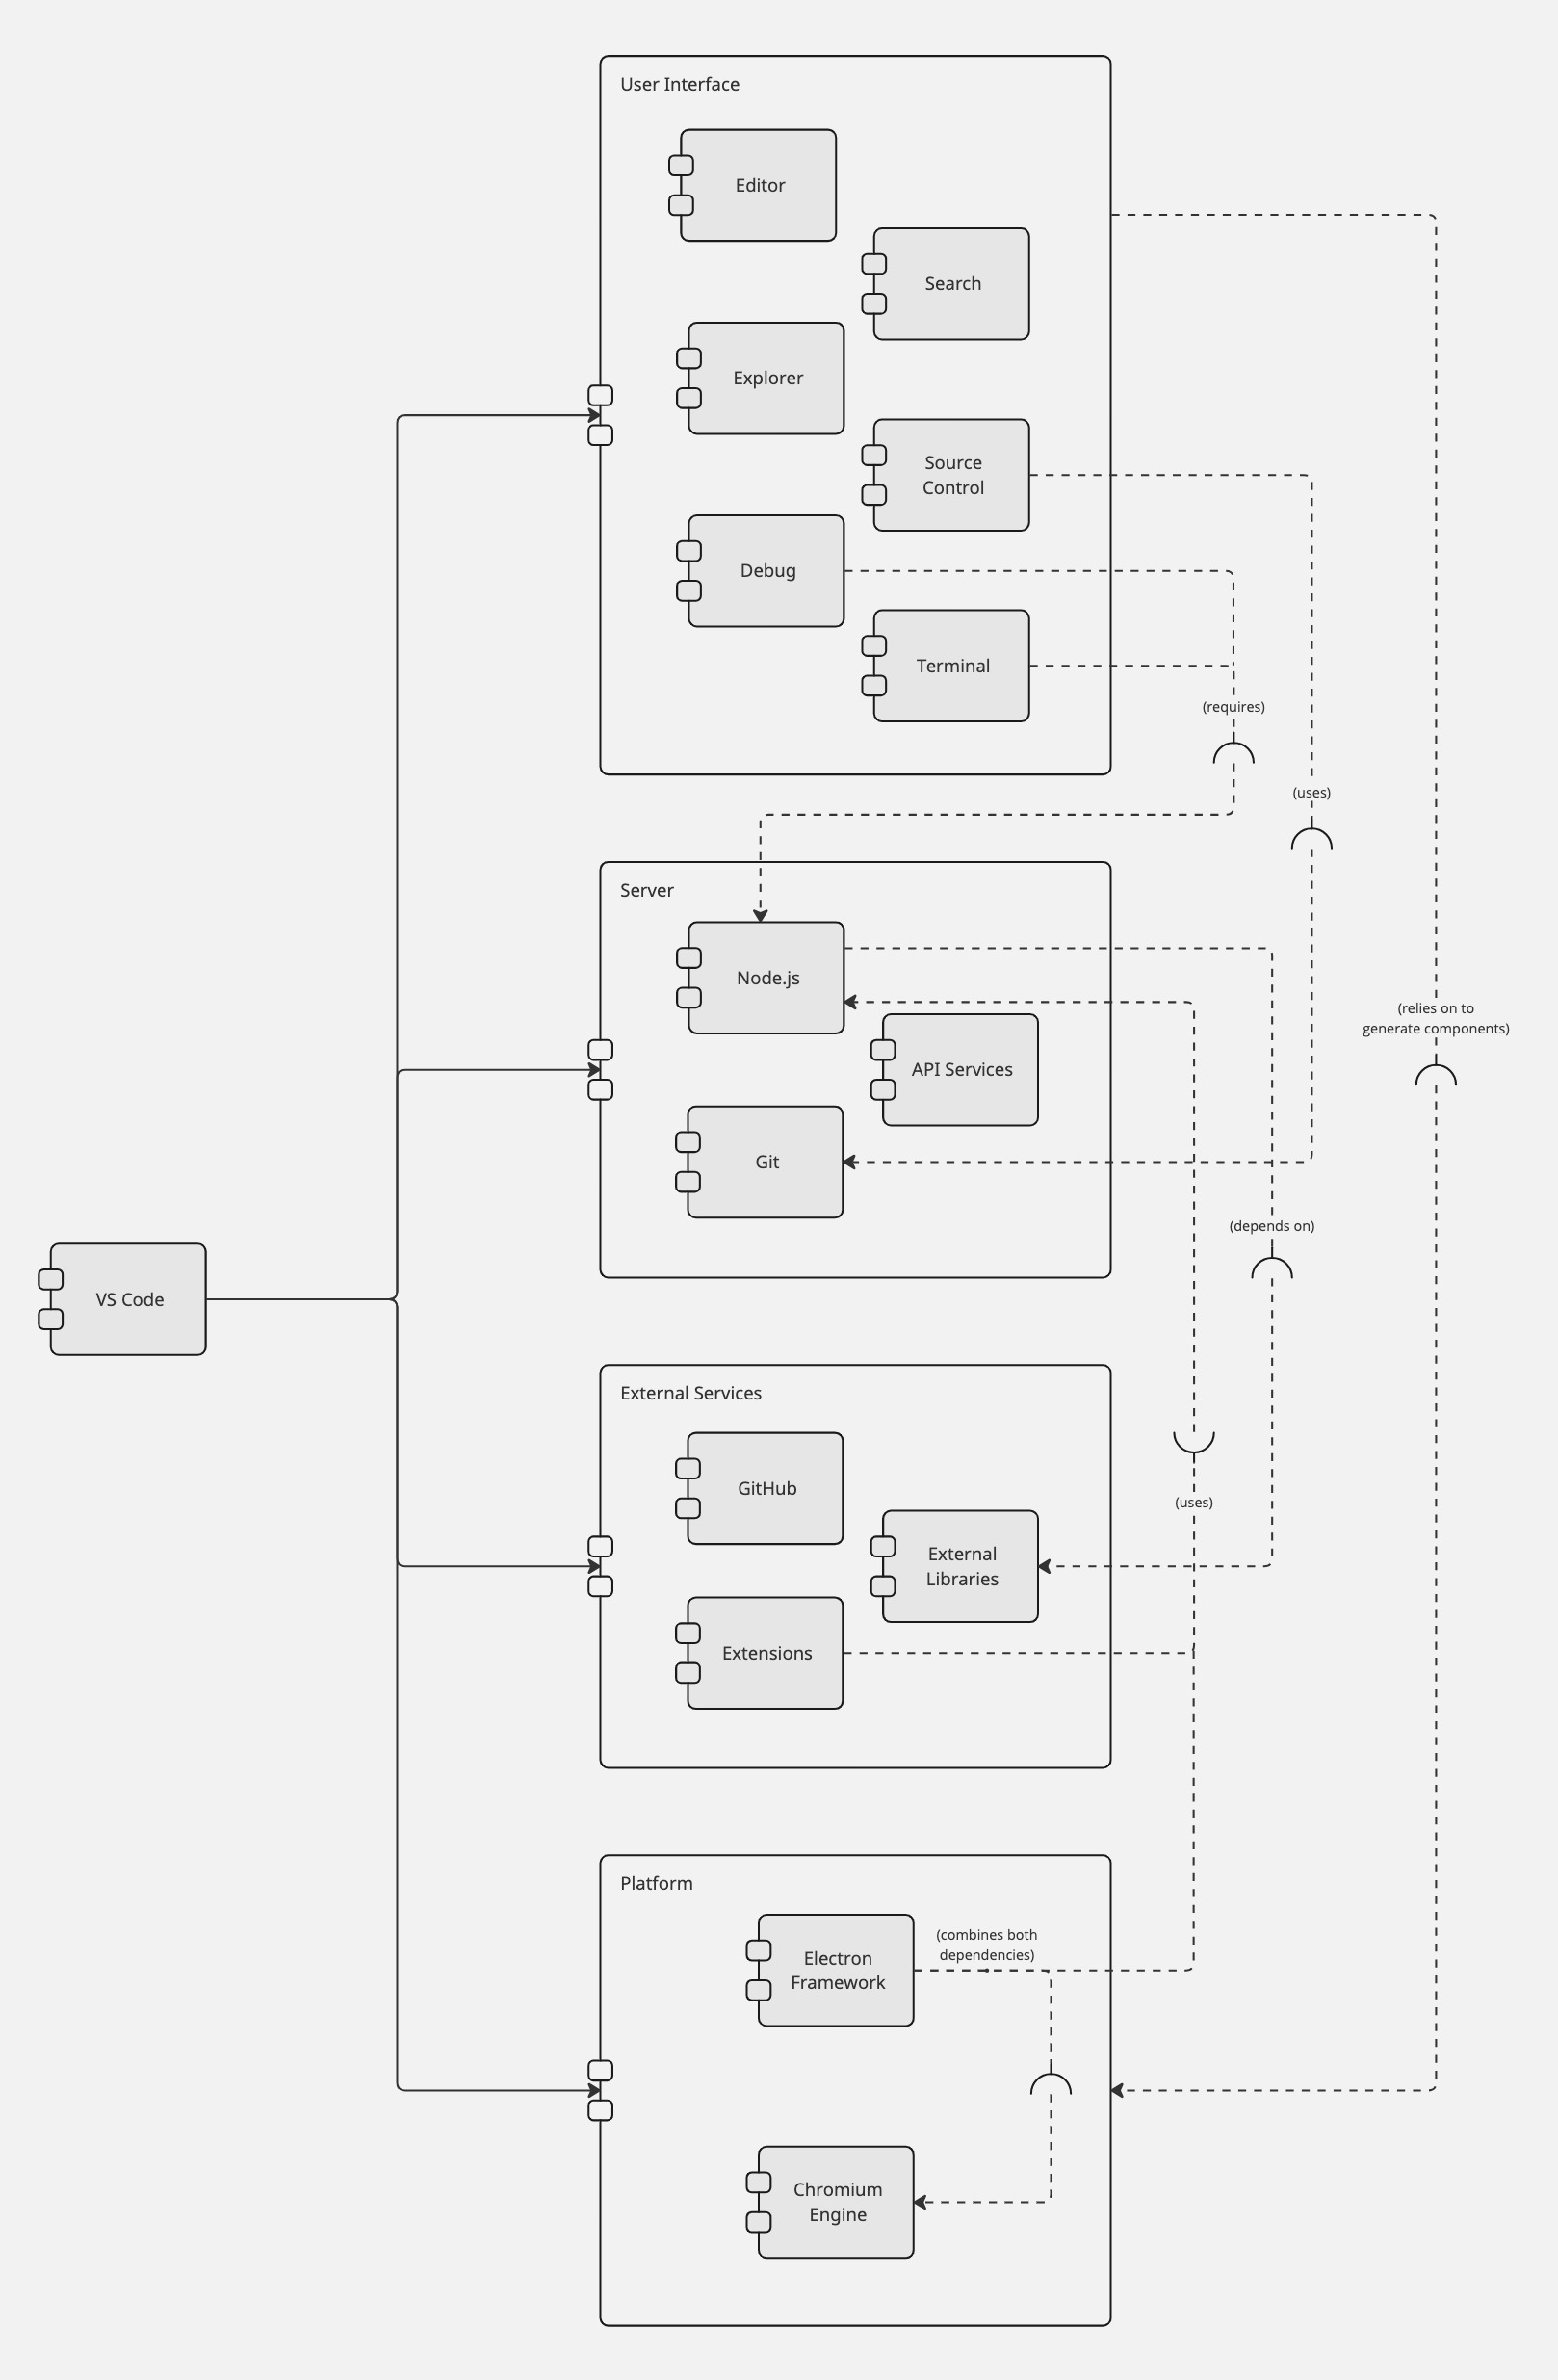 User Interface
Editor
Search
Explorer
Source
Control
Debug
Terminal
(requires)
(uses)
Server
Node.js
(relies on to
generate components)
API Services
Git
(depends on)
VS Code
External Services
GitHub
(uses)
External
Libraries
Extensions
Platform
(combines both
dependencies)
Electron
Framework
Chromium
Engine